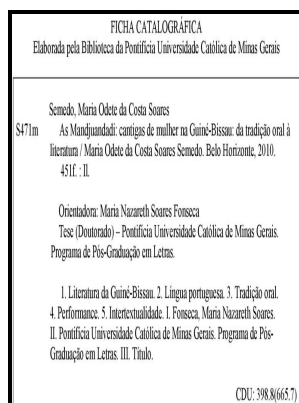 FICHA CATALOGRÁFICA
Elaborada pela Biblioteca da Pontifícia Universidade Católica de Minas Gerais
Semedo, Maria Odete da Costa Soares
S471m As Mandjuandadi: cantigas de mulher na Guiné-Bissau: da tradição oral à
literatura / Maria Odete da Costa Soares Semedo. Belo Horizonte, 2010.
451f. : Il.
Orientadora: Maria Nazareth Soares Fonseca
Tese (Doutorado) – Pontifícia Universidade Católica de Minas Gerais.
Programa de Pós-Graduação em Letras.
1. Literatura da Guiné-Bissau. 2. Língua portuguesa. 3. Tradição oral.
4. Performance. 5. Intertextualidade. I. Fonseca, Maria Nazareth Soares.
II. Pontifícia Universidade Católica de Minas Gerais. Programa de Pós-
Graduação em Letras. III. Título.
CDU: 398.8(665.7)